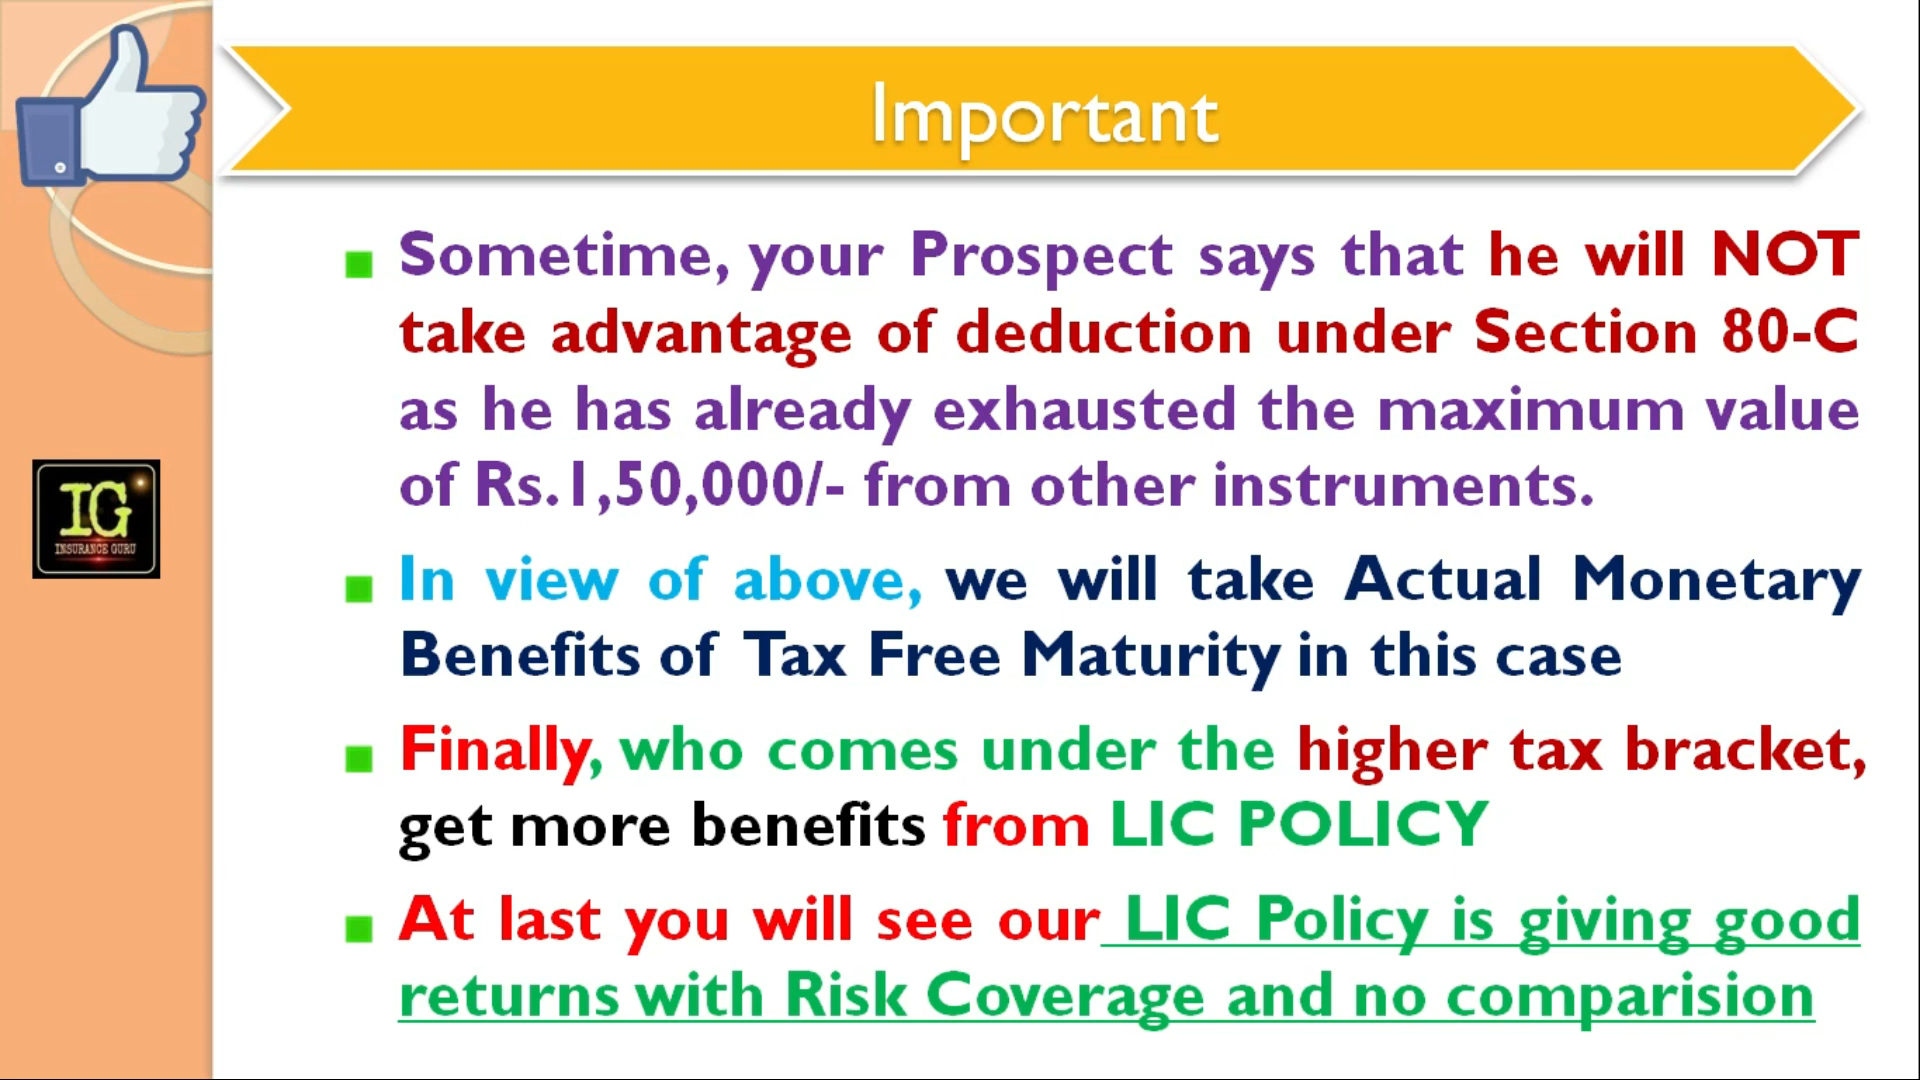 Important
Sometime, your Prospect says that he will NOT
take advantage of deduction under Section 80-C
as he has already exhausted the maximum value
of Rs.1,50,000/- from other instruments.
In view of above, we will take Actual Monetary
Benefits of Tax Free Maturity in this case
Finally, who comes under the higher tax bracket,
get more benefits from LIC POLICY
At last you will see our LIC Policy is giving good
returns with Risk Coverage and no comparision
IG
INSURANCE GURU